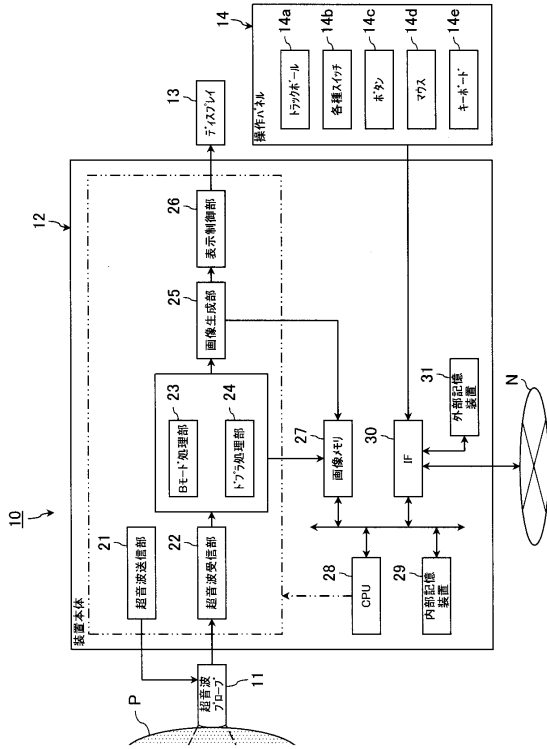 10
12
装置本体
P
超音波
プローブ
11
21
超音波送信部
22
超音波受信部
23
Bモード処理部
24
ドプラ処理部
25
画像生成部
26
表示制御部
13
ディスプレイ
14
操作パネル
14a
トラックボール
14b
各種スイッチ
14c
ボタン
14d
マウス
14e
キーボード
27
画像メモリ
28
CPU
29
内部記憶
装置
30
IF
31
外部記憶
装置
N